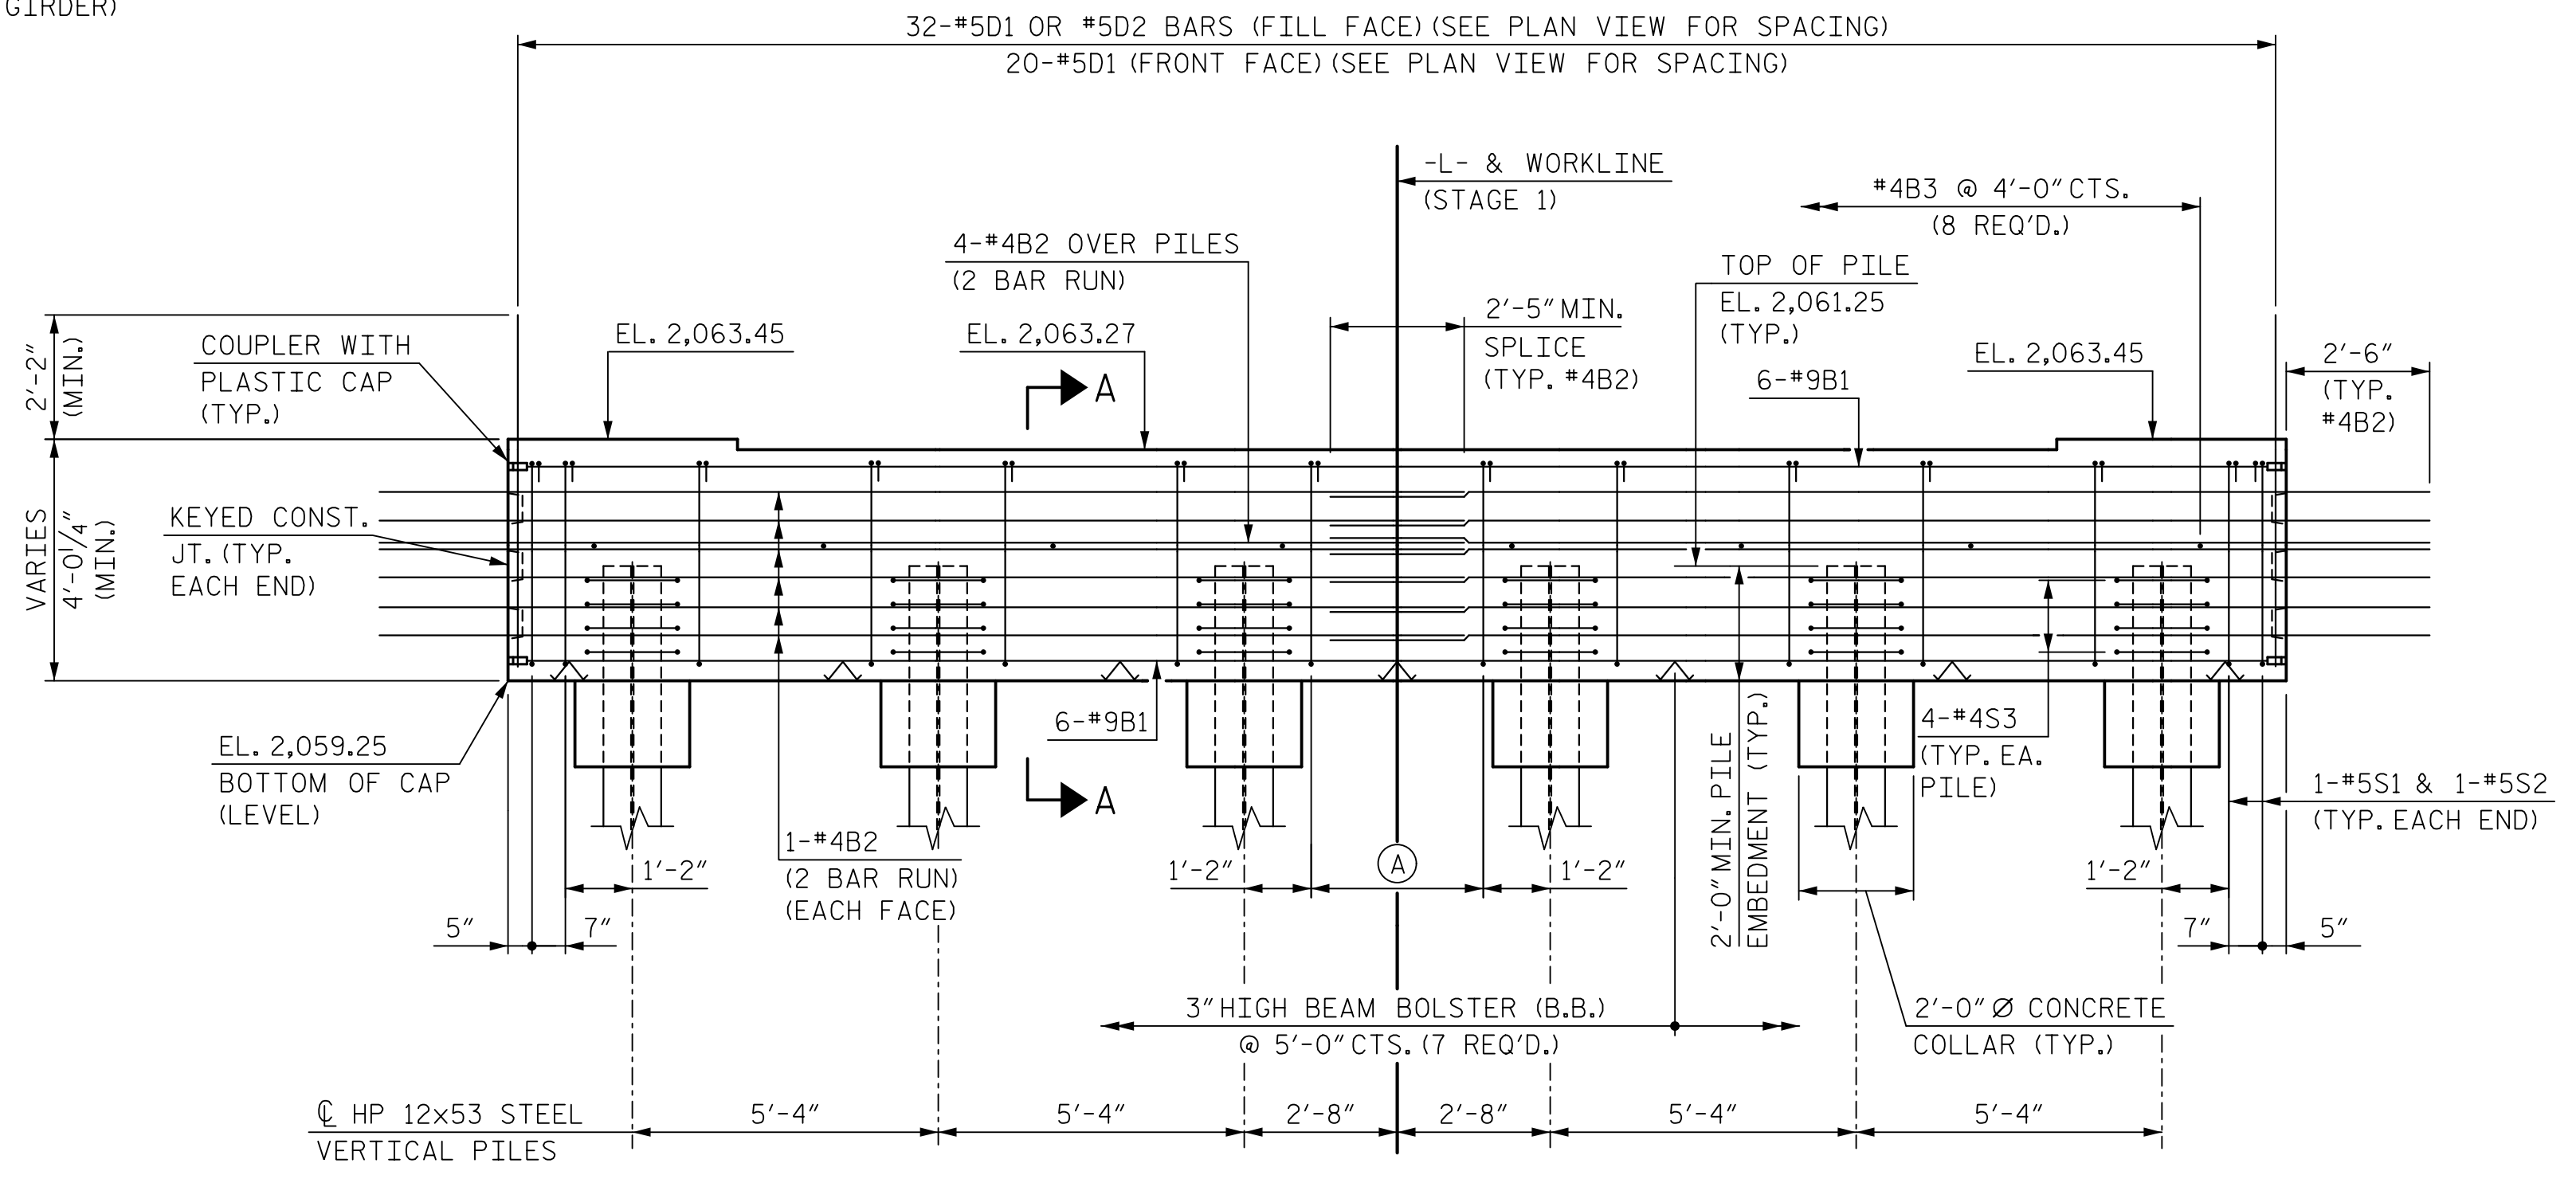 GIRDER)
32-#5D1 OR #5D2 BARS (FILL FACE)(SEE PLAN VIEW FOR SPACING)
20-#5D1 (FRONT FACE)(SEE PLAN VIEW FOR SPACING)
-L- & WORKLINE
(STAGE 1)
#4B3 @ 4'-0" CTS.
(8 REQ'D.)
4-#4B2 OVER PILES
(2 BAR RUN)
TOP OF PILE
EL. 2,061.25
(TYP.)
2'-5" MIN.
SPLICE
(TYP. #4B2)
2'-2"
(MIN.)
COUPLER WITH
PLASTIC CAP
(TYP.)
EL. 2,063.45
EL. 2,063.27
A
6-#9B1
EL. 2,063.45
2'-6"
(TYP.
#4B2)
VARIES
4'-0 1/4"
(MIN.)
KEYED CONST.
JT. (TYP.
EACH END)
EL. 2,059.25
BOTTOM OF CAP
(LEVEL)
6-#9B1
A
2'-0" MIN. PILE
EMBEDMENT (TYP.)
4-#4S3
(TYP. EA.
PILE)
1-#5S1 & 1-#5S2
(TYP. EACH END)
1-#4B2
(2 BAR RUN)
(EACH FACE)
1'-2"
1'-2"
A
1'-2"
1'-2"
5"
7"
7"
5"
3" HIGH BEAM BOLSTER (B.B.)
@ 5'-0" CTS. (7 REQ'D.)
2'-0" Ø CONCRETE
COLLAR (TYP.)
℄ HP 12x53 STEEL
VERTICAL PILES
5'-4"
5'-4"
2'-8"
2'-8"
5'-4"
5'-4"